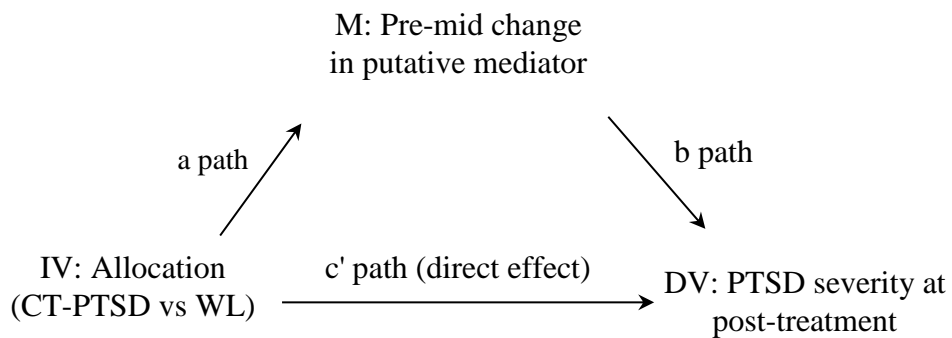 M: Pre-mid change
in putative mediator
a path
b path
IV: Allocation
(CT-PTSD vs WL)
c' path (direct effect)
DV: PTSD severity at
post-treatment